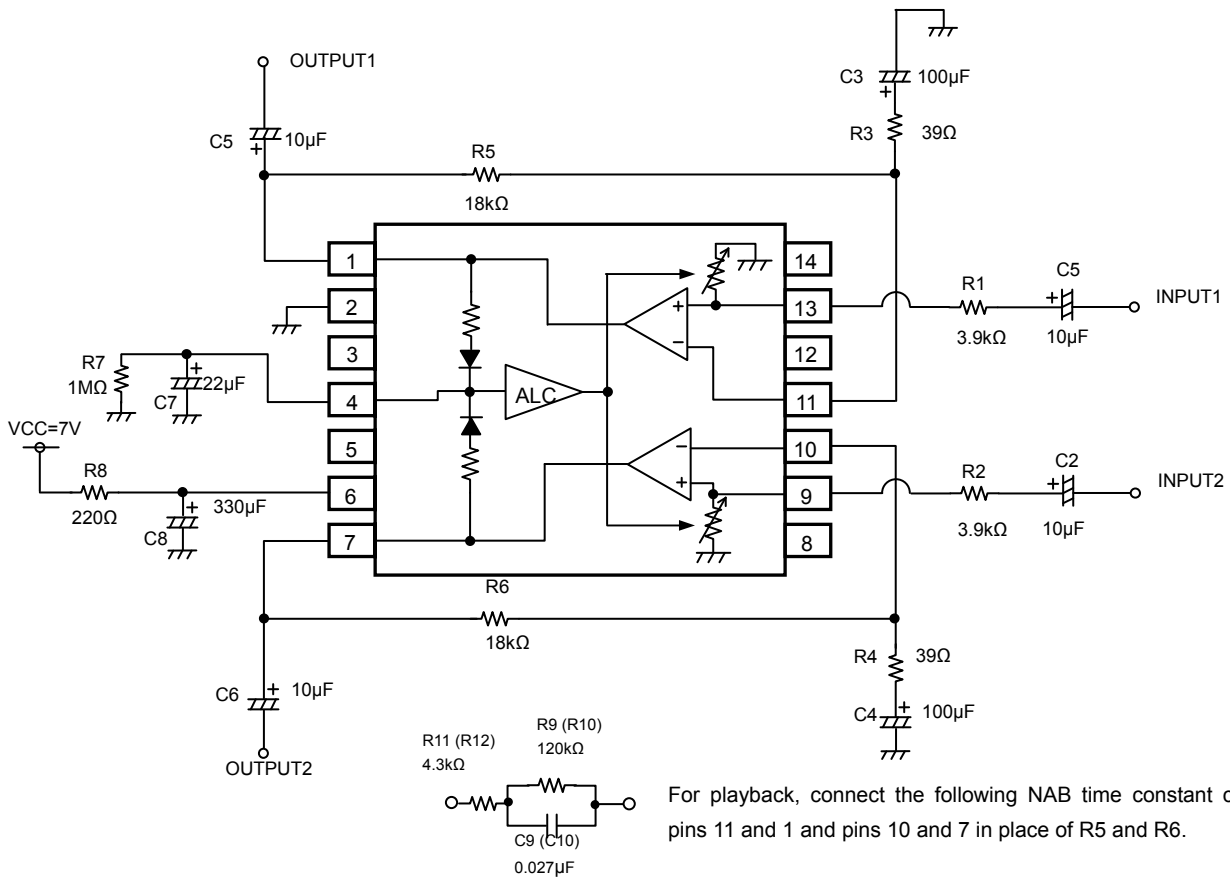 OUTPUT1
C5
+
10µF
C3
+
100µF
R3
39Ω
R5
18kΩ
1
2
3
4
5
6
7
14
13
12
11
10
9
8
+
−
ALC
−
+
R1
3.9kΩ
C5
+
10µF
INPUT1
R7
1MΩ
+
22µF
C7
VCC=7V
R8
220Ω
+
330µF
C8
R2
3.9kΩ
C2
+
10µF
INPUT2
R6
18kΩ
R4
39Ω
C4
+
100µF
C6
+
10µF
OUTPUT2
R11 (R12)
4.3kΩ
R9 (R10)
120kΩ
C9 (C10)
0.027µF
For playback, connect the following NAB time constant
pins 11 and 1 and pins 10 and 7 in place of R5 and R6.